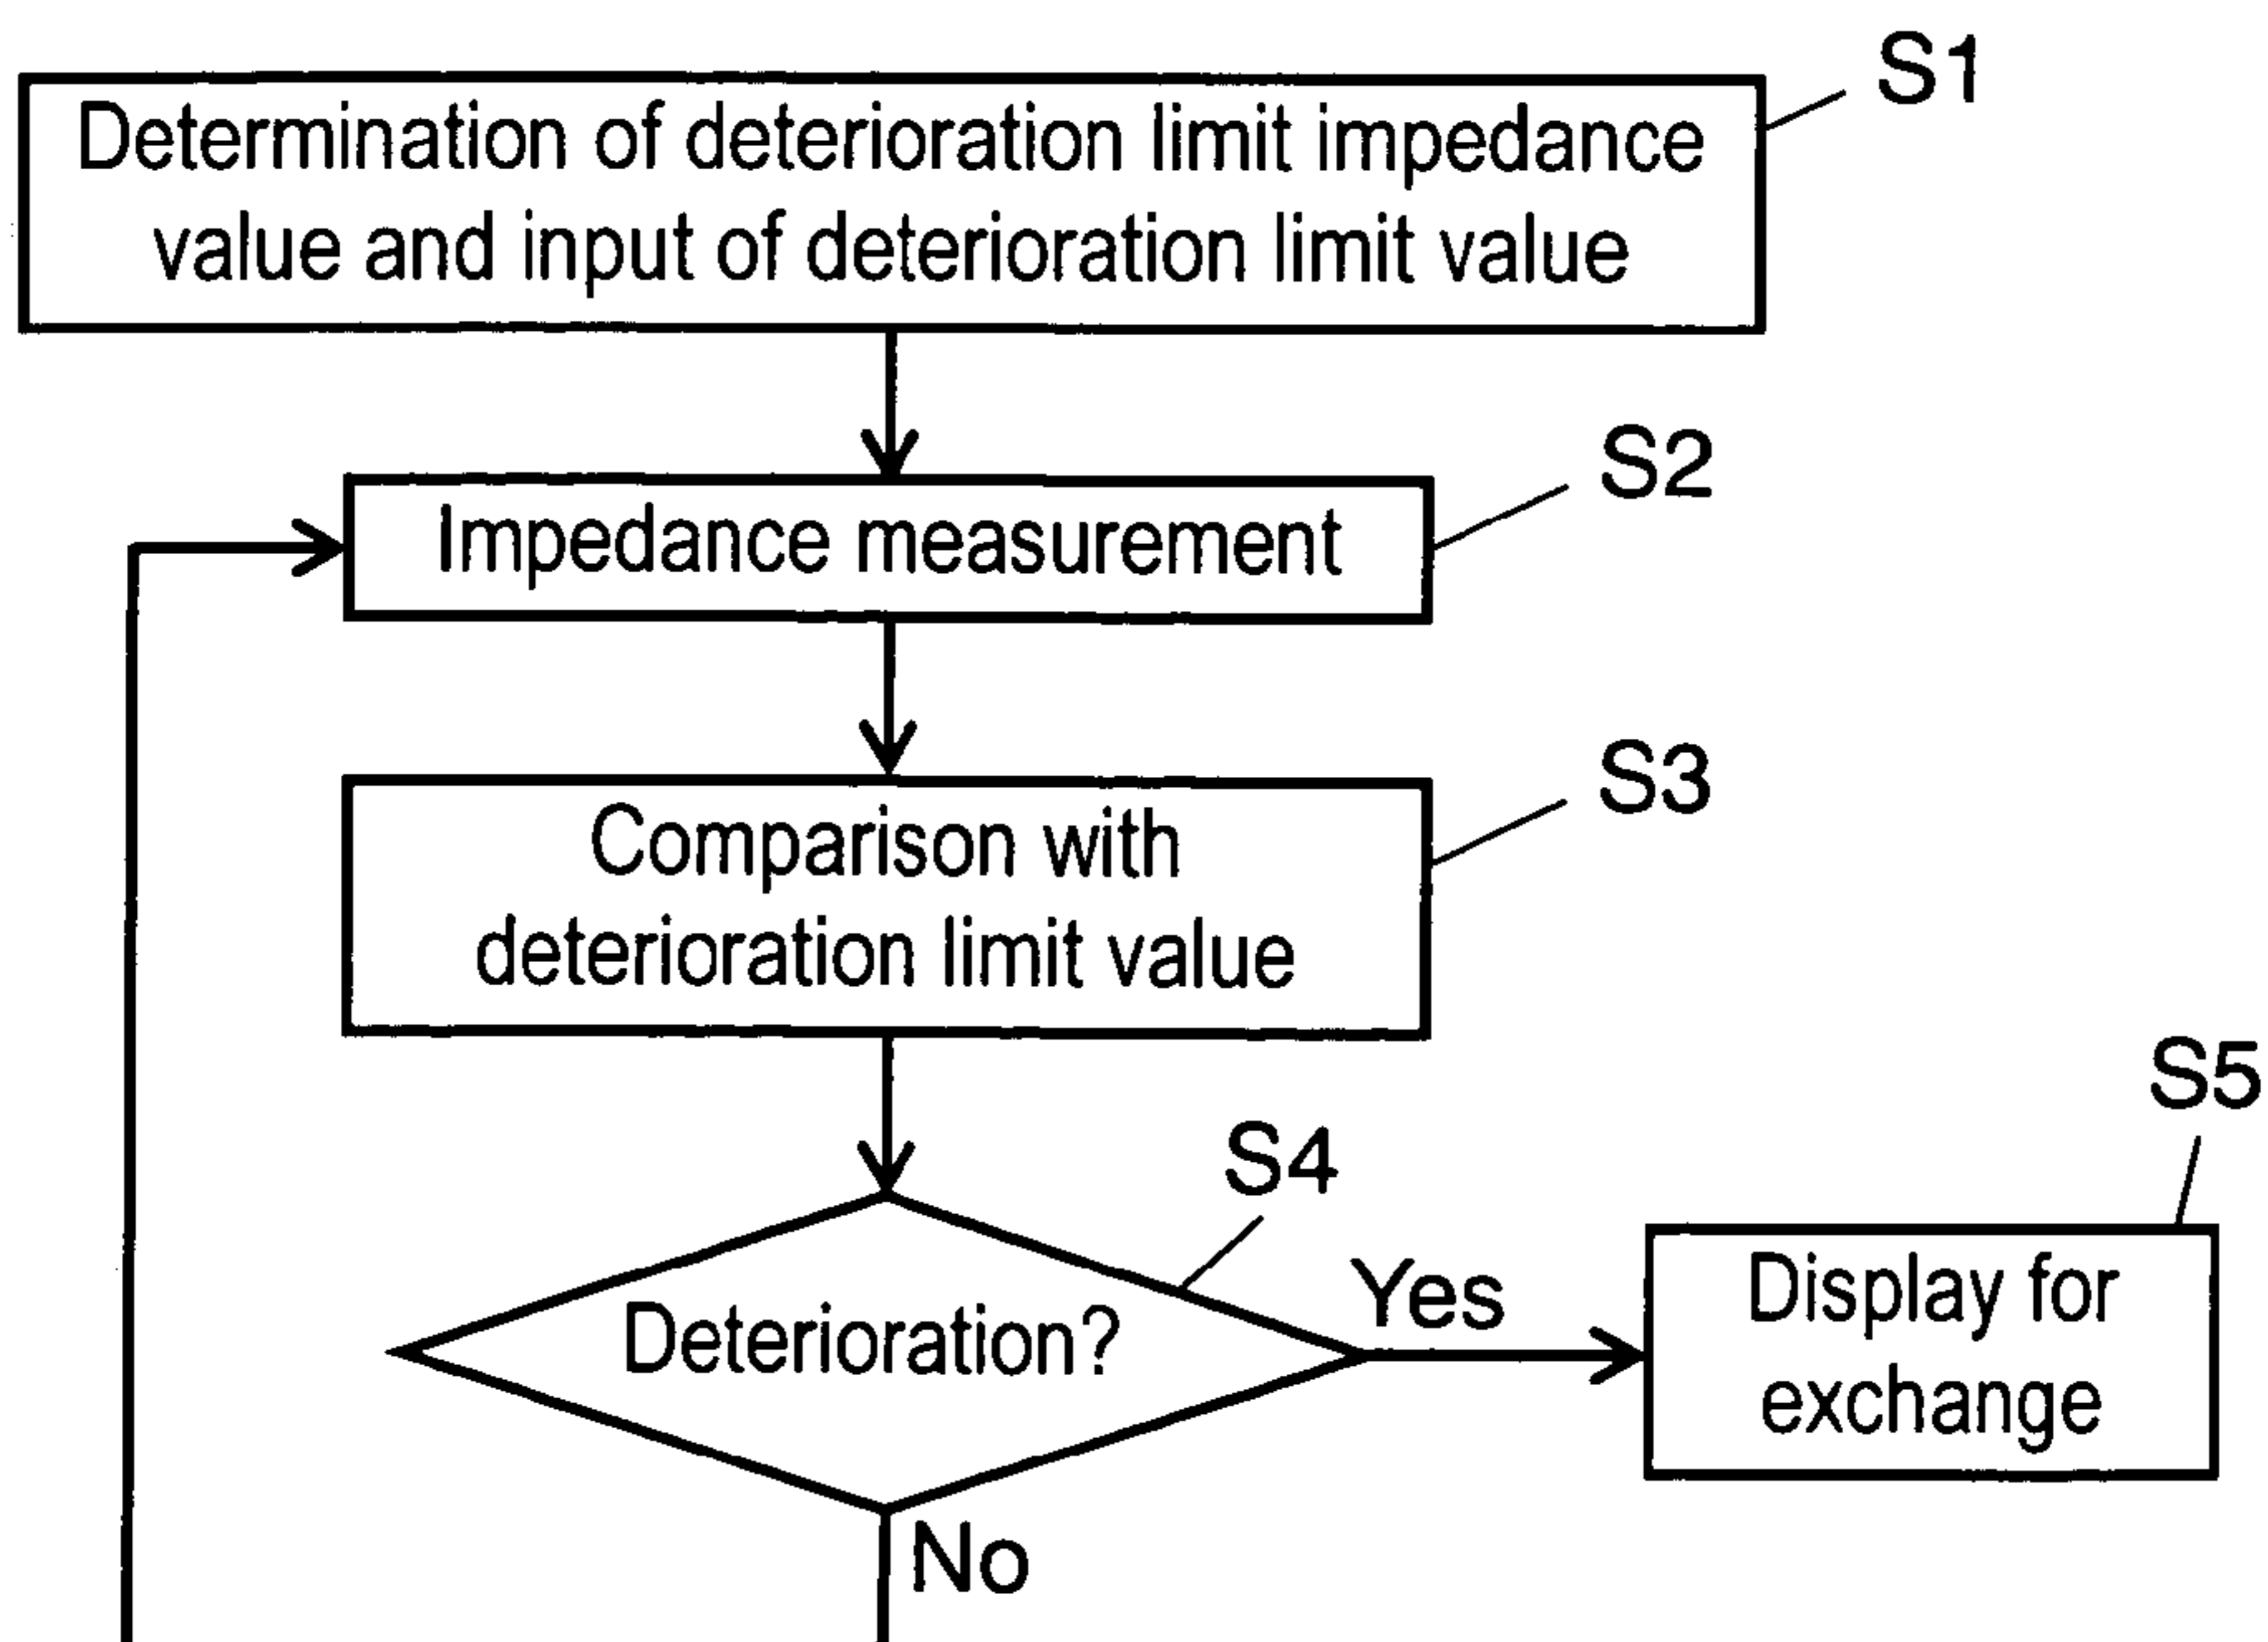 S1
Determination of deterioration limit impedance
value and input of deterioration limit value
S2
Impedance measurement
S3
Comparison with
deterioration limit value
S4
Deterioration?
Yes
S5
Display for
exchange
No